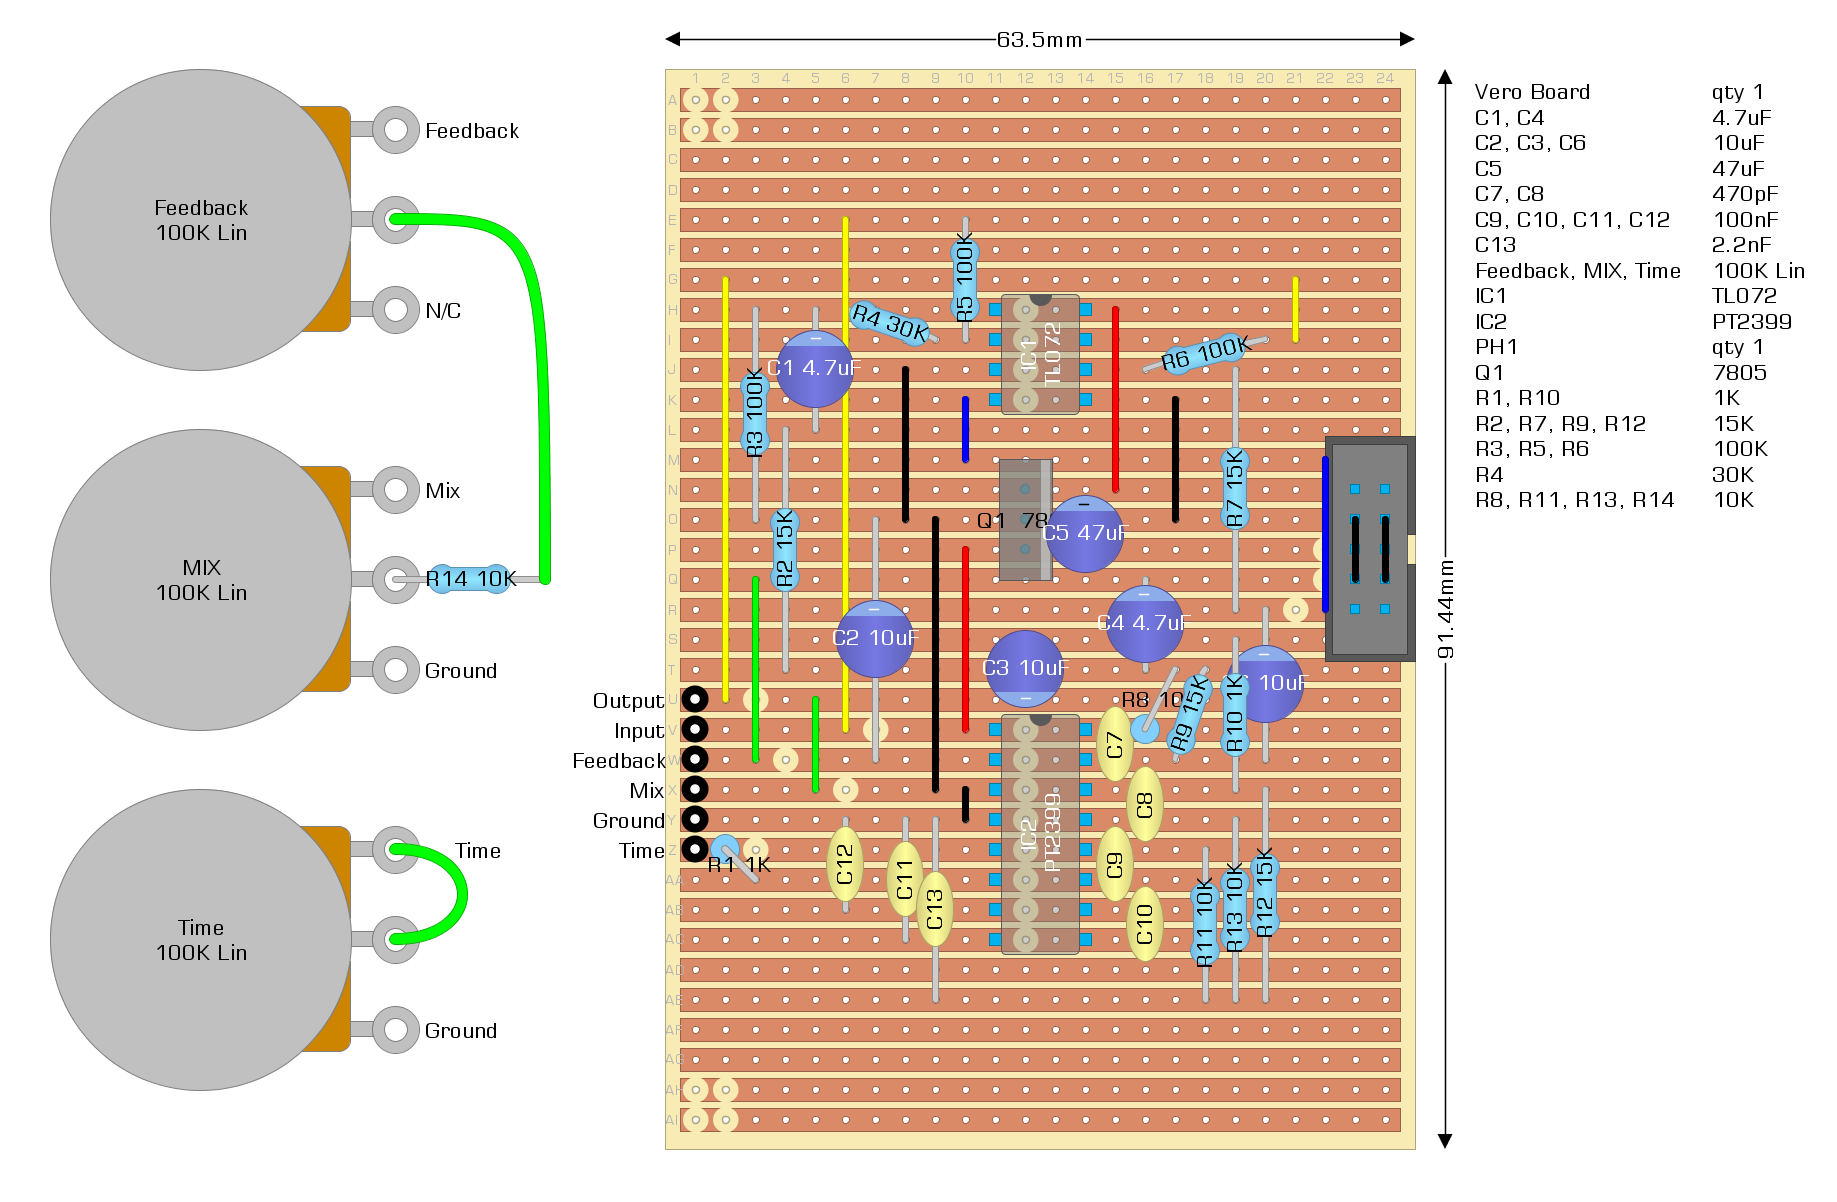 63.5mm
1 2 3 4 5 6 7 8 9 10 11 12 13 14 15 16 17 18 19 20 21 22 23 24
A
B
C
D
E
F
G
H
I
J
K
L
M
N
O
P
Q
R
S
T
U
V
W
X
Y
Z
AA
AB
AC
AD
AE
AF
AG
AH
AI
Feedback
100K Lin
Feedback
N/C
MIX
100K Lin
Mix
R14 10K
Ground
Time
100K Lin
Time
Ground
Output
Input
Feedback
Mix
Ground
Time
R5 100K
R4 30K
IC1
TL072
R6 100K
C1 4.7uF
R3 100K
R2 15K
R7 15K
Q1 78
C5 47uF
C4 4.7uF
C2 10uF
C3 10uF
6 10uF
R8 10
R9 15K
R10 1K
C7
C8
IC2
PT2399
R1 1K
C12
C11
C13
C9
C10
R11 10K
R13 10K
R12 15K
91.44mm
Vero Board qty 1
C1, C4 4.7uF
C2, C3, C6 10uF
C5 47uF
C7, C8 470pF
C9, C10, C11, C12 100nF
C13 2.2nF
Feedback, MIX, Time 100K Lin
IC1 TL072
IC2 PT2399
PH1 qty 1
Q1 7805
R1, R10 1K
R2, R7, R9, R12 15K
R3, R5, R6 100K
R4 30K
R8, R11, R13, R14 10K